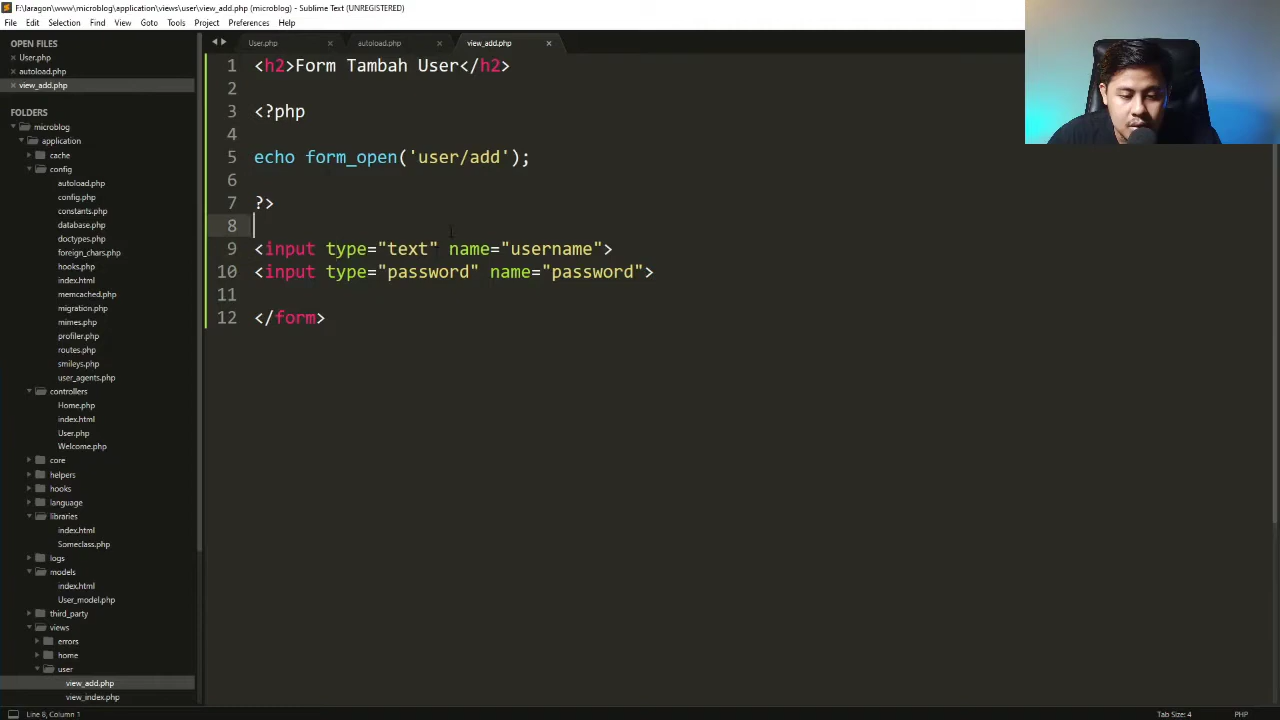 F:\laragon\www\microblog\application\views\user\view_add.php (microblog) - Sublime Text (UNREGISTERED)
File Edit Selection Find View Goto Tools Project Preferences Help
OPEN FILES
User.php
autoload.php
view_add.php
FOLDERS
microblog
application
cache
config
autoload.php
config.php
constants.php
database.php
doctypes.php
foreign_chars.php
hooks.php
index.html
memcached.php
migration.php
mimes.php
profiler.php
routes.php
smileys.php
user_agents.php
controllers
Home.php
index.html
User.php
Welcome.php
core
helpers
hooks
language
libraries
index.html
Someclass.php
logs
models
index.html
User_model.php
third_party
views
errors
home
user
view_add.php
view_index.php
User.php autoload.php view_add.php
1 <h2>Form Tambah User</h2>
2
3 <?php
4
5 echo form_open('user/add');
6
7 ?>
8
9 <input type="text" name="username">
10 <input type="password" name="password">
11
12 </form>
Line 8, Column 1 Tab Size: 4 PHP